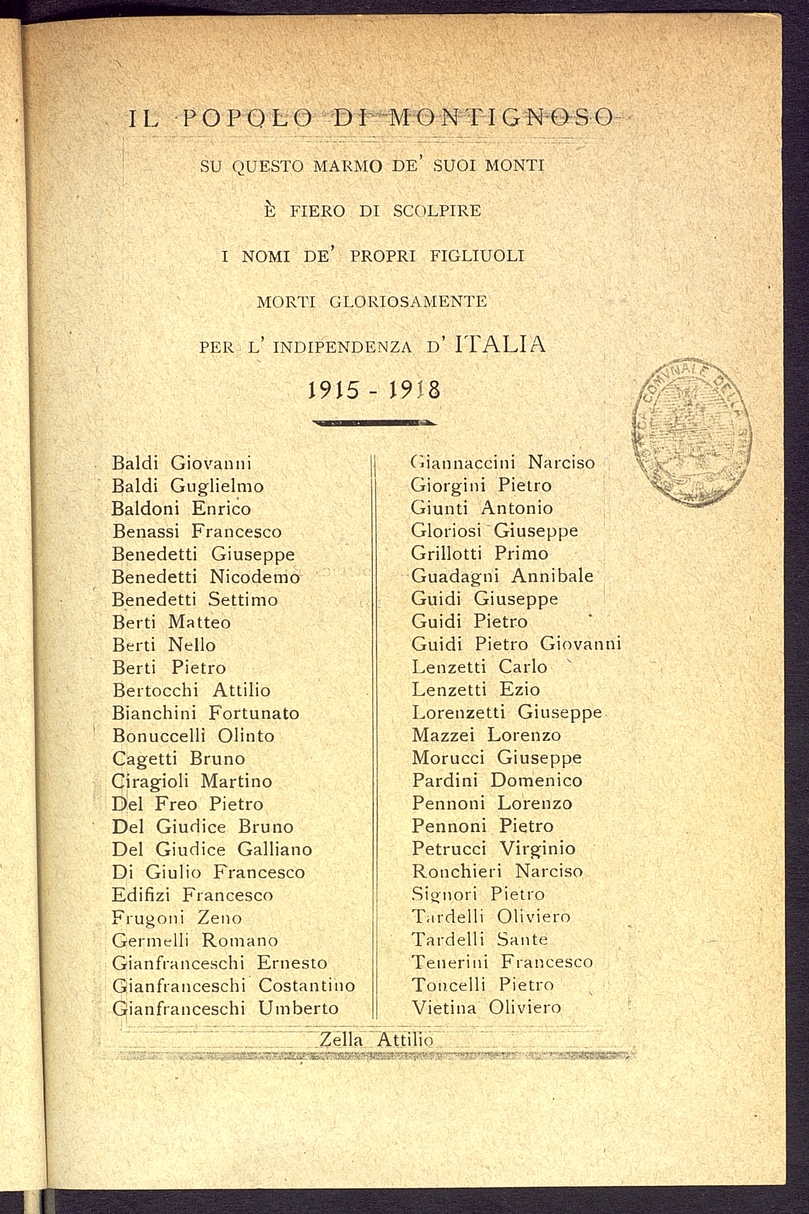 IL POPOLO DI MONTIGNOSO
SU QUESTO MARMO DE' SUOI MONTI
È FIERO DI SCOLPIRE
I NOMI DE' PROPRI FIGLIUOLI
MORTI GLORIOSAMENTE
PER L' INDIPENDENZA D' ITALIA
1915 - 1918
Baldi Giovanni
Baldi Guglielmo
Baldoni Enrico
Benassi Francesco
Benedetti Giuseppe
Benedetti Nicodemo
Benedetti Settimo
Berti Matteo
Berti Nello
Berti Pietro
Bertocchi Attilio
Bianchini Fortunato
Bonuccelli Olinto
Cagetti Bruno
Ciragioli Martino
Del Freo Pietro
Del Giudice Bruno
Del Giudice Galliano
Di Giulio Francesco
Edifizi Francesco
Frugoni Zeno
Germelli Romano
Gianfranceschi Ernesto
Gianfranceschi Costantino
Gianfranceschi Umberto
Giannaccini Narciso
Giorgini Pietro
Giunti Antonio
Gloriosi Giuseppe
Grillotti Primo
Guadagni Annibale
Guidi Giuseppe
Guidi Pietro
Guidi Pietro Giovanni
Lenzetti Carlo
Lenzetti Ezio
Lorenzetti Giuseppe
Mazzei Lorenzo
Morucci Giuseppe
Pardini Domenico
Pennoni Lorenzo
Pennoni Pietro
Petrucci Virginio
Ronchieri Narciso
Signori Pietro
Tardelli Oliviero
Tardelli Sante
Tenerini Francesco
Toncelli Pietro
Vietina Oliviero
Zella Attilio
COMVNALE DELLA